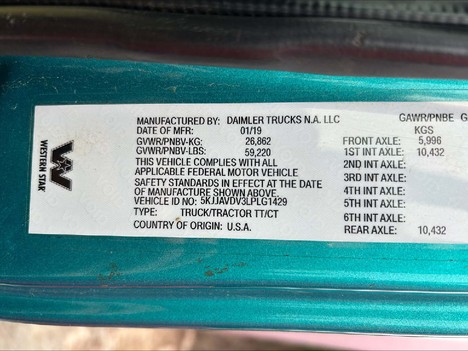 WESTERN STAR
MANUFACTURED BY: DAIMLER TRUCKS N.A. LLC GAWR/PNBE G
DATE OF MFR: 01/19 KGS
GVWR/PNBV-KG: 26,862 FRONT AXLE: 5,996
GVWR/PNBV-LBS: 59,220 1ST INT AXLE: 10,432
THIS VEHICLE COMPLIES WITH ALL 2ND INT AXLE:
APPLICABLE FEDERAL MOTOR VEHICLE 3RD INT AXLE:
SAFETY STANDARDS IN EFFECT AT THE DATE 4TH INT AXLE:
OF MANUFACTURE SHOWN ABOVE. 5TH INT AXLE:
VEHICLE ID NO: 5KJJAVDV3LPLG1429
TYPE: TRUCK/TRACTOR TT/CT 6TH INT AXLE:
COUNTRY OF ORIGIN: U.S.A. REAR AXLE: 10,432